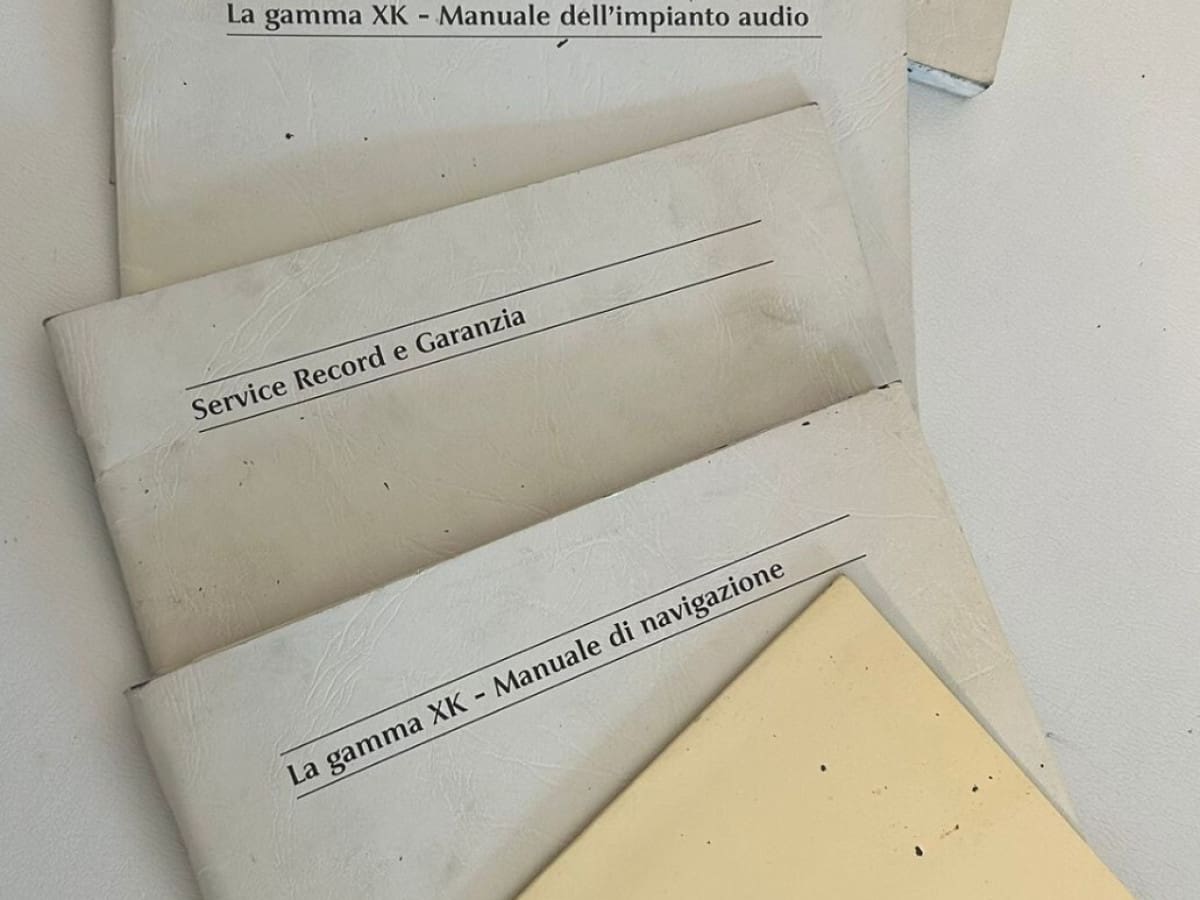 La gamma XK - Manuale dell'impianto audio
Service Record e Garanzia
La gamma XK - Manuale di navigazione